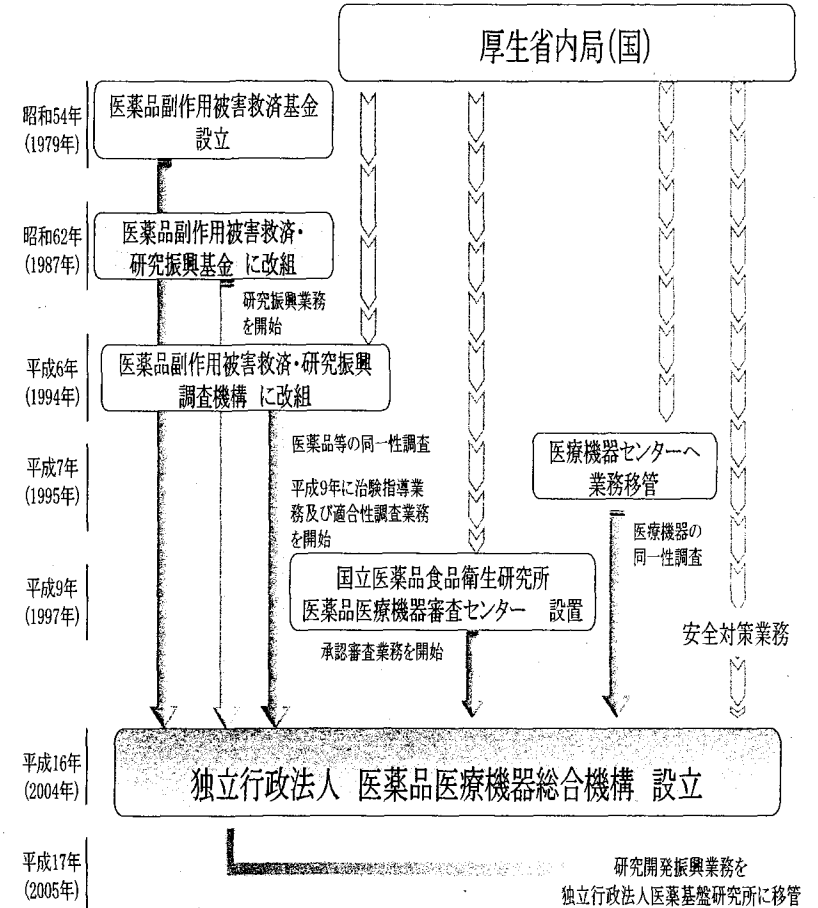 厚生省内局(国)
昭和54年
(1979年)
医薬品副作用被害救済基金
設立
昭和62年
(1987年)
医薬品副作用被害救済・
研究振興基金 に改組
研究振興業務
を開始
平成6年
(1994年)
医薬品副作用被害救済・研究振興
調査機構 に改組
平成7年
(1995年)
医薬品等の同一性調査
平成9年に治験指導業
務及び適合性調査業務
を開始
医療機器センターへ
業務移管
医療機器の
同一性調査
平成9年
(1997年)
国立医薬品食品衛生研究所
医薬品医療機器審査センター 設置
承認審査業務を開始
安全対策業務
平成16年
(2004年)
独立行政法人 医薬品医療機器総合機構 設立
平成17年
(2005年)
研究開発振興業務を
独立行政法人医薬基盤研究所に移管